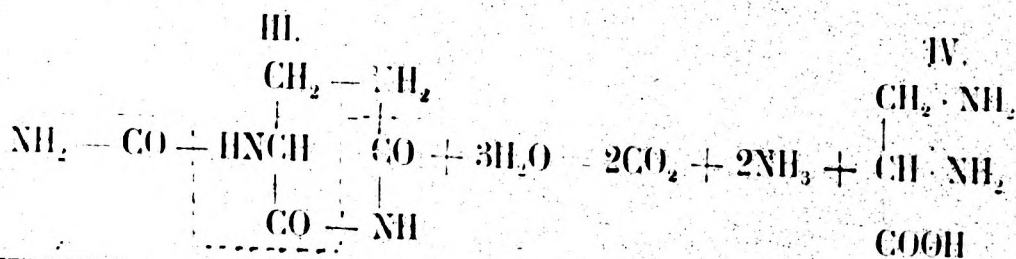 III.
IV.
CH₂ — NH₂
CH₂ · NH₂
NH₂ — CO — HNCH CO + 3H₂O — 2CO₂ + 2NH₃ + CH · NH₂
CO — NH
COOH